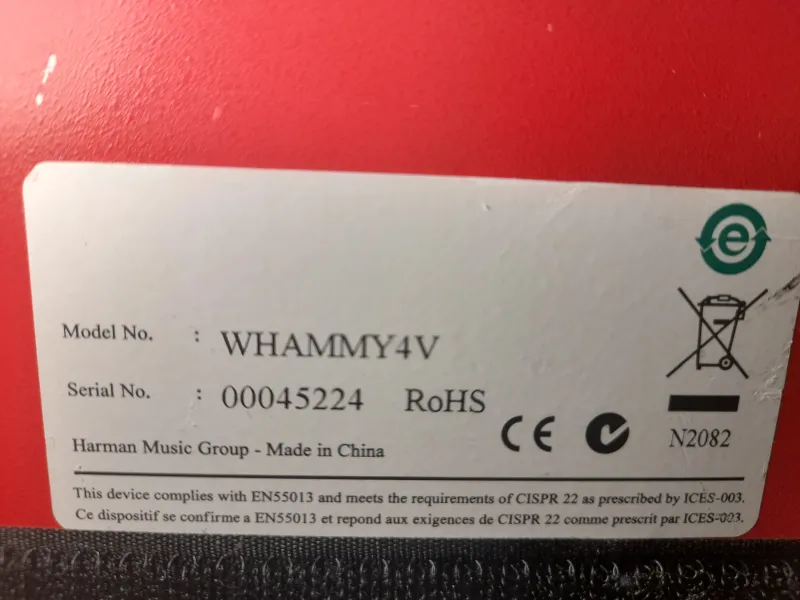 e
Model No. : WHAMMY4V
Serial No. : 00045224 RoHS
Harman Music Group - Made in China
CE N2082
This device complies with EN55013 and meets the requirements of CISPR 22 as prescribed by ICES-003.
Ce dispositif se confirme a EN55013 et repond aux exigences de CISPR 22 comme prescrit par ICES-003.